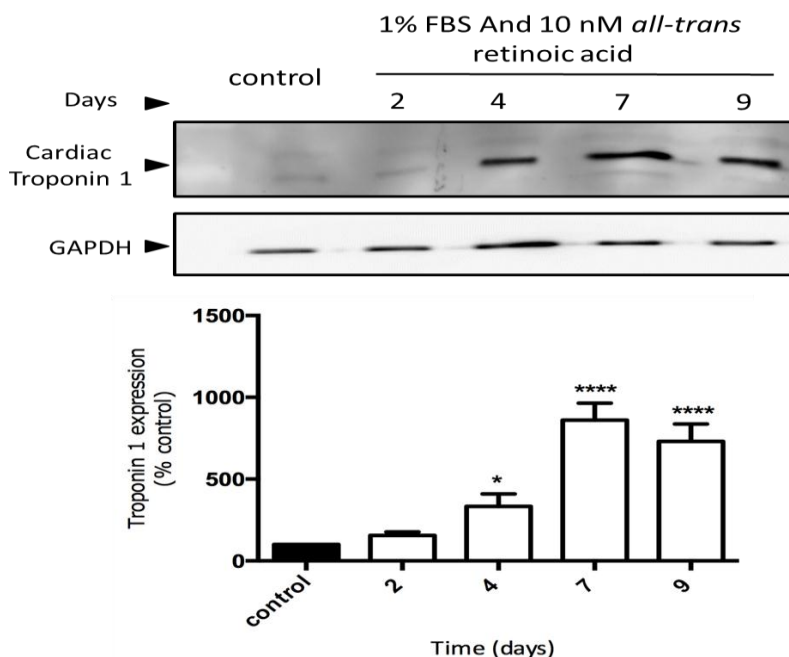 1% FBS And 10 nM all-trans
retinoic acid
control
Days 2 4 7 9
Cardiac
Troponin 1
GAPDH
Troponin 1 expression
(% control)
1500
1000
500
0
*
****
****
control 2 4 7 9
Time (days)